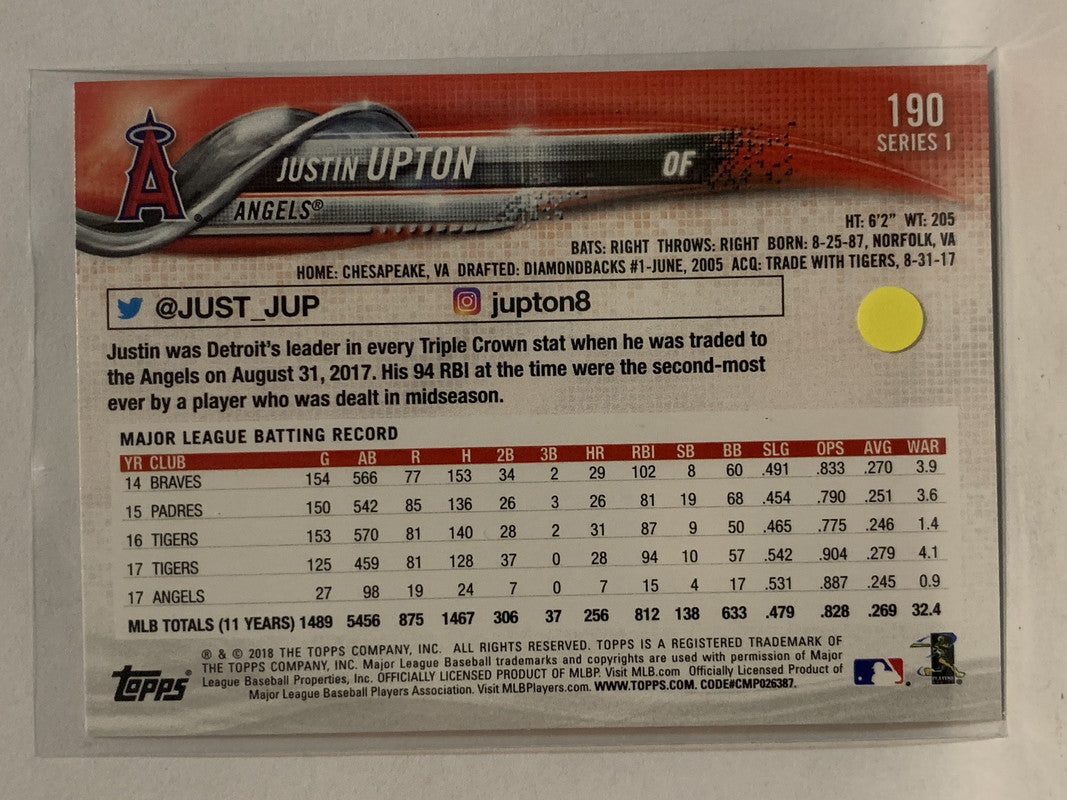 190
SERIES 1
A
JUSTIN UPTON OF
ANGELS®
HT: 6'2" WT: 205
BATS: RIGHT THROWS: RIGHT BORN: 8-25-87, NORFOLK, VA
HOME: CHESAPEAKE, VA DRAFTED: DIAMONDBACKS #1-JUNE, 2005 ACQ: TRADE WITH TIGERS, 8-31-17
@JUST_JUP jupton8
Justin was Detroit's leader in every Triple Crown stat when he was traded to
the Angels on August 31, 2017. His 94 RBI at the time were the second-most
ever by a player who was dealt in midseason.
MAJOR LEAGUE BATTING RECORD
YR CLUB G AB R H 2B 3B HR RBI SB BB SLG OPS AVG WAR
14 BRAVES 154 566 77 153 34 2 29 102 8 60 .491 .833 .270 3.9
15 PADRES 150 542 85 136 26 3 26 81 19 68 .454 .790 .251 3.6
16 TIGERS 153 570 81 140 28 2 31 87 9 50 .465 .775 .246 1.4
17 TIGERS 125 459 81 128 37 0 28 94 10 57 .542 .904 .279 4.1
17 ANGELS 27 98 19 24 7 0 7 15 4 17 .531 .887 .245 0.9
MLB TOTALS (11 YEARS) 1489 5456 875 1467 306 37 256 812 138 633 .479 .828 .269 32.4
® & © 2018 THE TOPPS COMPANY, INC. ALL RIGHTS RESERVED. TOPPS IS A REGISTERED TRADEMARK OF
THE TOPPS COMPANY, INC. Major League Baseball trademarks and copyrights are used with permission of Major
League Baseball Properties, Inc. OFFICIALLY LICENSED PRODUCT OF MLBP. Visit MLB.com Officially Licensed Product of
Major League Baseball Players Association. Visit MLBPlayers.com. WWW.TOPPS.COM. CODE#CMP026387.
topps®